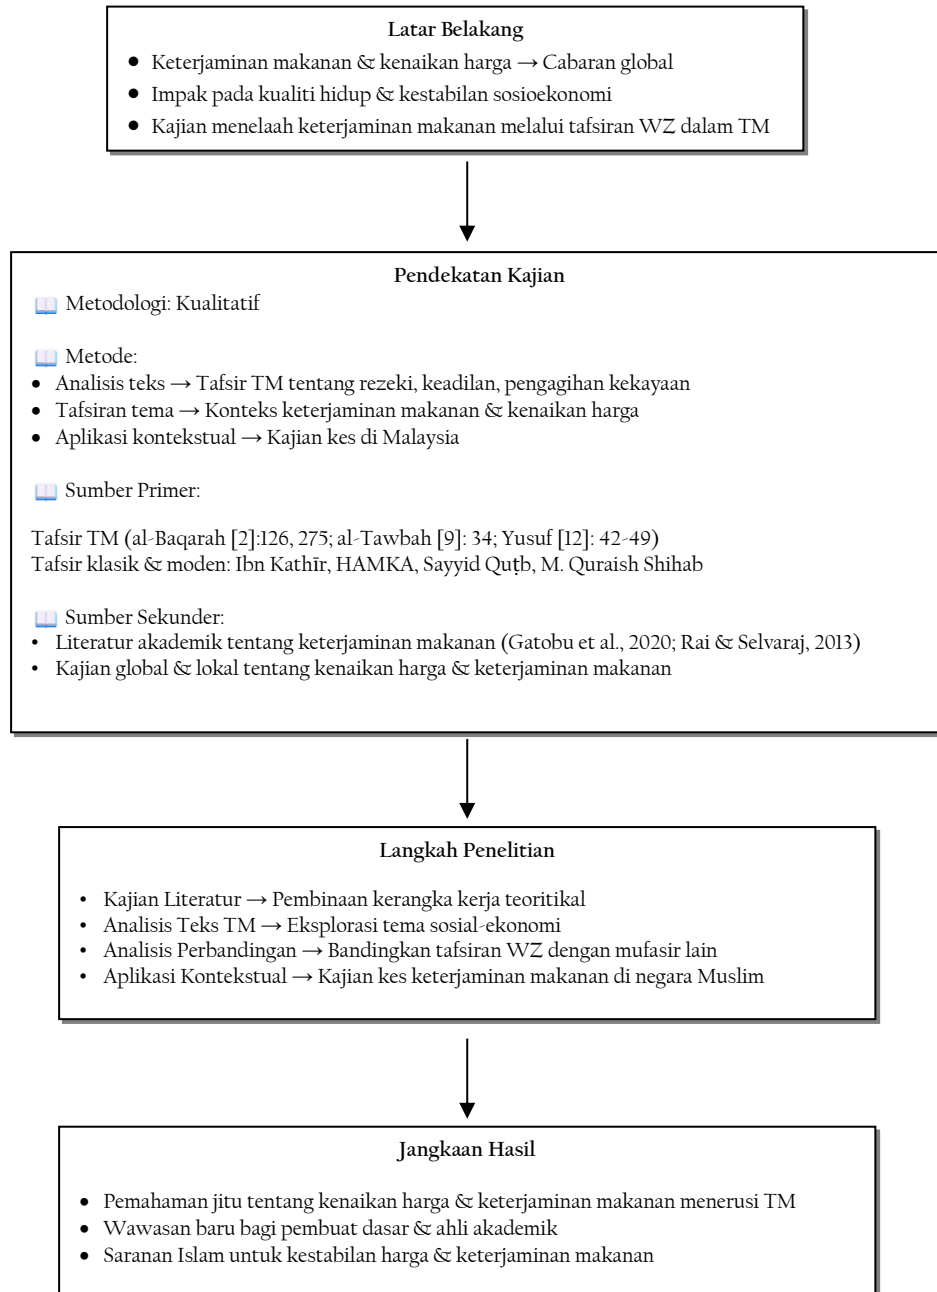 Latar Belakang
● Keterjaminan makanan & kenaikan harga → Cabaran global
● Impak pada kualiti hidup & kestabilan sosioekonomi
● Kajian menelaah keterjaminan makanan melalui tafsiran WZ dalam TM
Pendekatan Kajian
📖 Metodologi: Kualitatif
📖 Metode:
● Analisis teks → Tafsir TM tentang rezeki, keadilan, pengagihan kekayaan
● Tafsiran tema → Konteks keterjaminan makanan & kenaikan harga
● Aplikasi kontekstual → Kajian kes di Malaysia
📖 Sumber Primer:
Tafsir TM (al-Baqarah [2]:126, 275; al-Tawbah [9]: 34; Yusuf [12]: 42-49)
Tafsir klasik & moden: Ibn Kathīr, HAMKA, Sayyid Quṭb, M. Quraish Shihab
📖 Sumber Sekunder:
• Literatur akademik tentang keterjaminan makanan (Gatobu et al., 2020; Rai & Selvaraj, 2013)
• Kajian global & lokal tentang kenaikan harga & keterjaminan makanan
Langkah Penelitian
• Kajian Literatur → Pembinaan kerangka kerja teoritikal
• Analisis Teks TM → Eksplorasi tema sosial-ekonomi
• Analisis Perbandingan → Bandingkan tafsiran WZ dengan mufasir lain
• Aplikasi Kontekstual → Kajian kes keterjaminan makanan di negara Muslim
Jangkaan Hasil
● Pemahaman jitu tentang kenaikan harga & keterjaminan makanan menerusi TM
● Wawasan baru bagi pembuat dasar & ahli akademik
● Saranan Islam untuk kestabilan harga & keterjaminan makanan